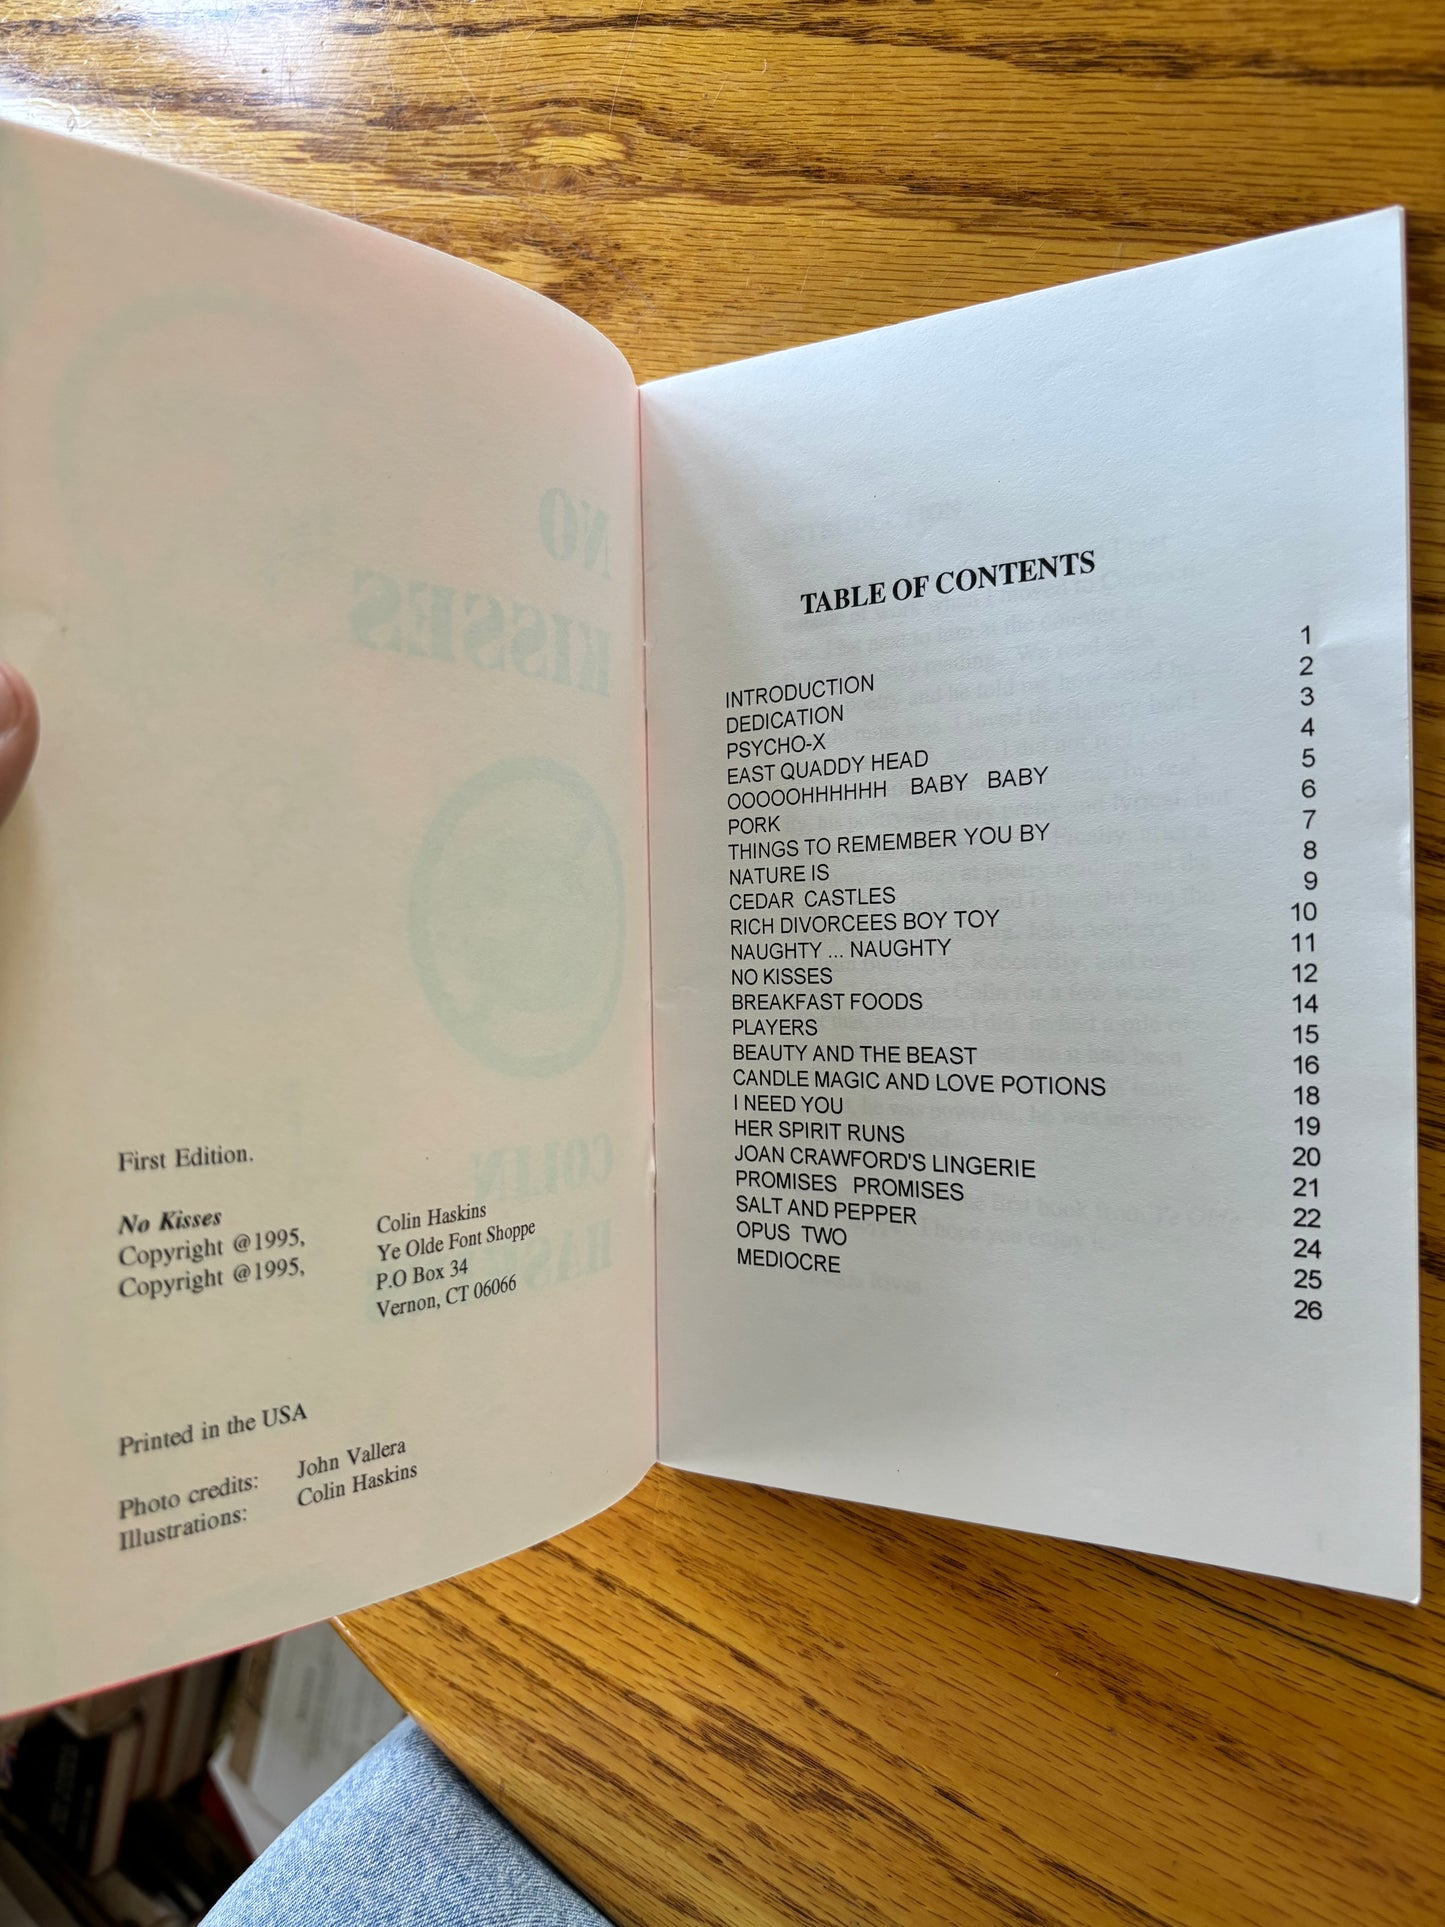 First Edition.
No Kisses
Copyright @1995,
Copyright @1995,
Colin Haskins
Ye Olde Font Shoppe
P.O Box 34
Vernon, CT 06066
Printed in the USA
Photo credits: John Vallera
Illustrations: Colin Haskins
NO
KISSES
COLIN
TABLE OF CONTENTS
INTRODUCTION
DEDICATION
PSYCHO-X
EAST QUADDY HEAD
OOOOOHHHHHH BABY BABY
PORK
THINGS TO REMEMBER YOU BY
NATURE IS
CEDAR CASTLES
RICH DIVORCEES BOY TOY
NAUGHTY ... NAUGHTY
NO KISSES
BREAKFAST FOODS
PLAYERS
BEAUTY AND THE BEAST
CANDLE MAGIC AND LOVE POTIONS
I NEED YOU
HER SPIRIT RUNS
JOAN CRAWFORD'S LINGERIE
PROMISES PROMISES
SALT AND PEPPER
OPUS TWO
MEDIOCRE
1
2
3
4
5
6
7
8
9
10
11
12
14
15
16
18
19
20
21
22
24
25
26